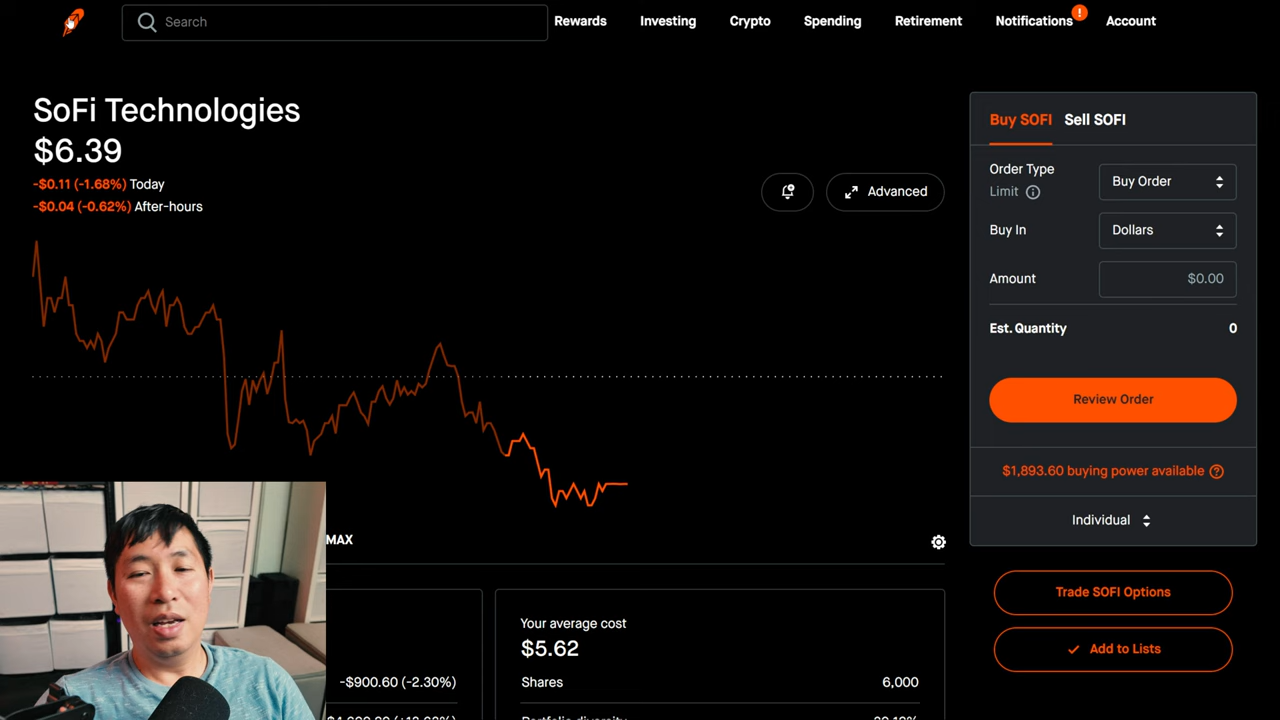 Search
Rewards
Investing
Crypto
Spending
Retirement
Notifications
!
Account
SoFi Technologies
$6.39
-$0.11 (-1.68%) Today
-$0.04 (-0.62%) After-hours
Advanced
MAX
-$900.60 (-2.30%)
Your average cost
$5.62
Shares 6,000
Portfolio diversity
Buy SOFI Sell SOFI
Order Type
Limit
Buy Order
Buy In Dollars
Amount $0.00
Est. Quantity 0
Review Order
$1,893.60 buying power available
Individual
Trade SOFI Options
Add to Lists